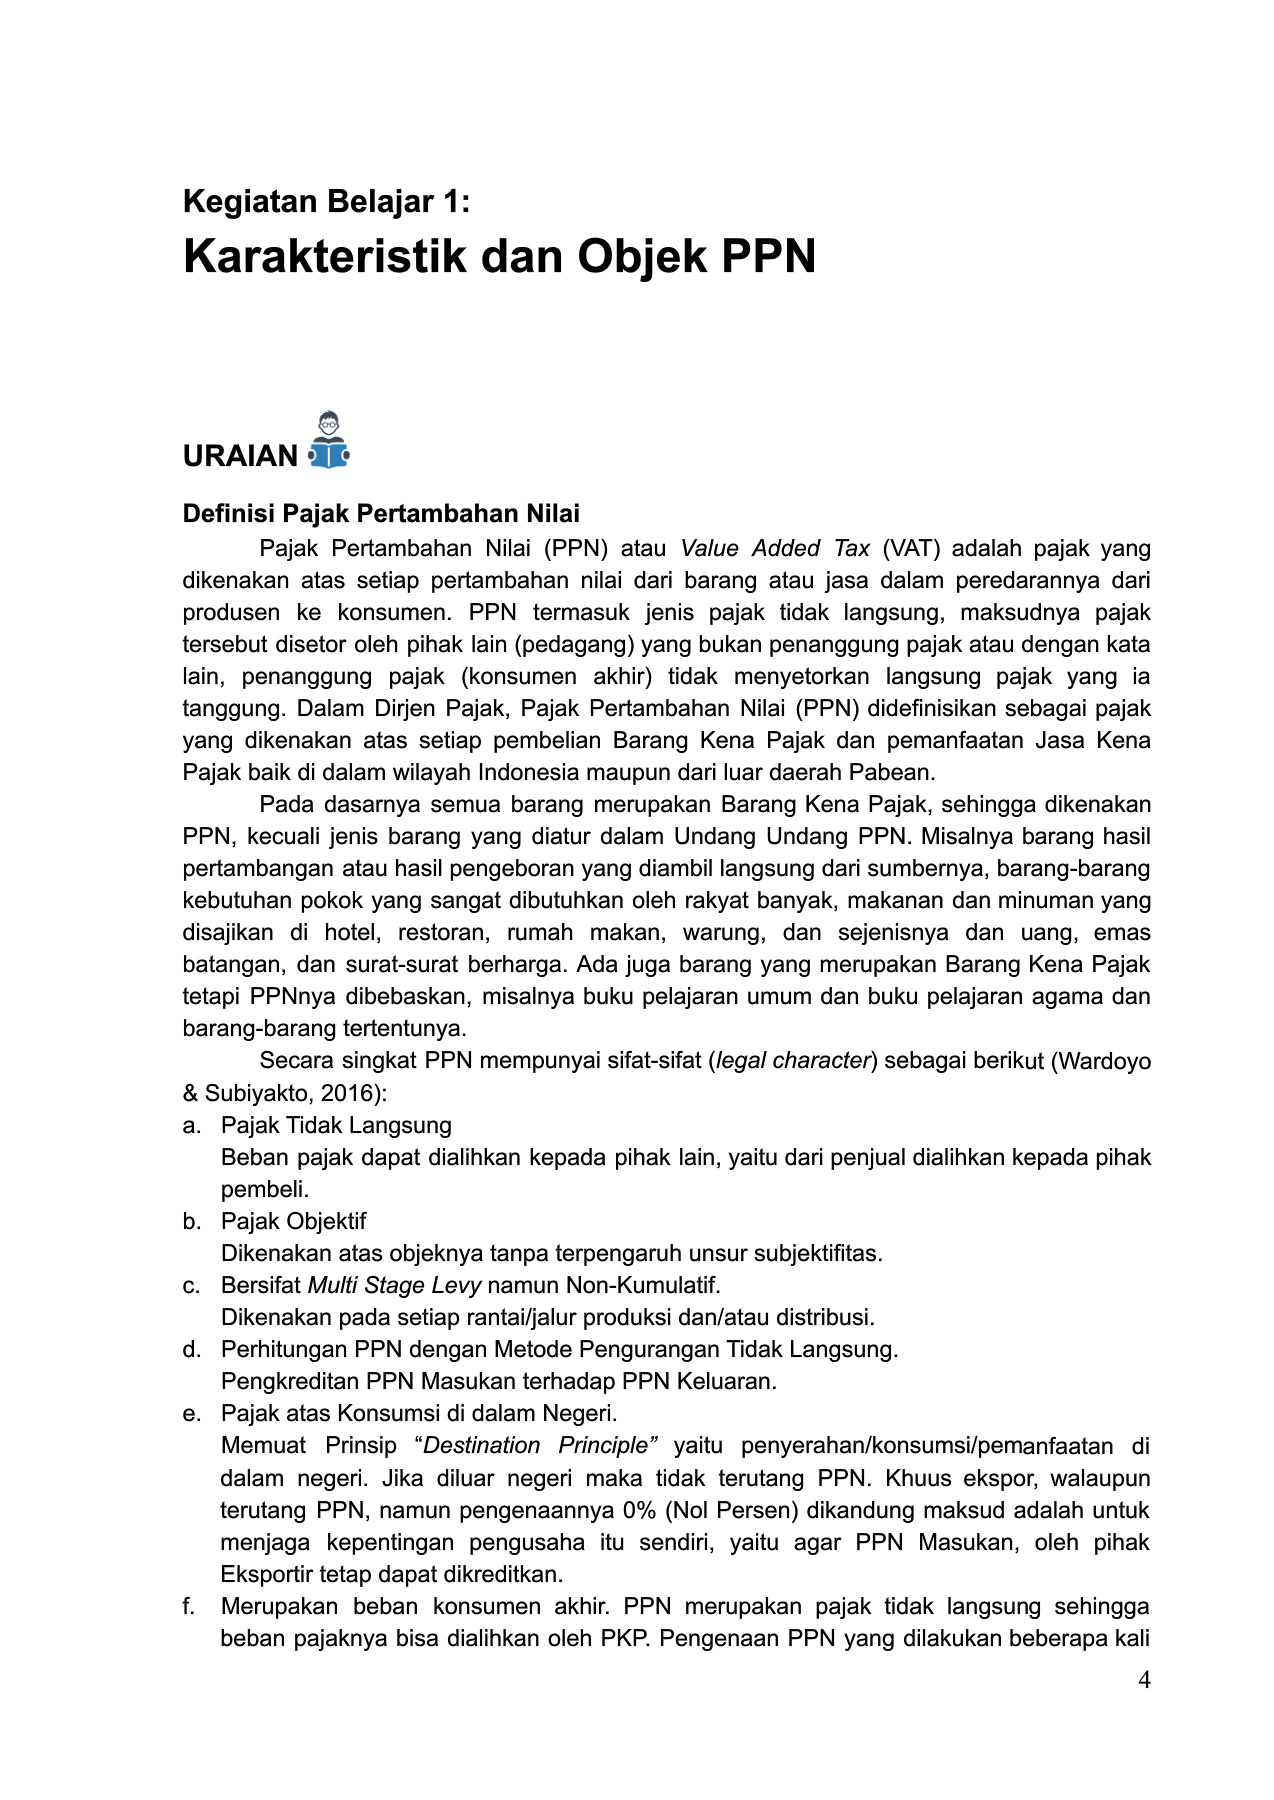 Kegiatan Belajar 1:
Karakteristik dan Objek PPN
URAIAN
Definisi Pajak Pertambahan Nilai
Pajak Pertambahan Nilai (PPN) atau Value Added Tax (VAT) adalah pajak yang
dikenakan atas setiap pertambahan nilai dari barang atau jasa dalam peredarannya dari
produsen ke konsumen. PPN termasuk jenis pajak tidak langsung, maksudnya pajak
tersebut disetor oleh pihak lain (pedagang) yang bukan penanggung pajak atau dengan kata
lain, penanggung pajak (konsumen akhir) tidak menyetorkan langsung pajak yang ia
tanggung. Dalam Dirjen Pajak, Pajak Pertambahan Nilai (PPN) didefinisikan sebagai pajak
yang dikenakan atas setiap pembelian Barang Kena Pajak dan pemanfaatan Jasa Kena
Pajak baik di dalam wilayah Indonesia maupun dari luar daerah Pabean.
Pada dasarnya semua barang merupakan Barang Kena Pajak, sehingga dikenakan
PPN, kecuali jenis barang yang diatur dalam Undang Undang PPN. Misalnya barang hasil
pertambangan atau hasil pengeboran yang diambil langsung dari sumbernya, barang-barang
kebutuhan pokok yang sangat dibutuhkan oleh rakyat banyak, makanan dan minuman yang
disajikan di hotel, restoran, rumah makan, warung, dan sejenisnya dan uang, emas
batangan, dan surat-surat berharga. Ada juga barang yang merupakan Barang Kena Pajak
tetapi PPNnya dibebaskan, misalnya buku pelajaran umum dan buku pelajaran agama dan
barang-barang tertentunya.
Secara singkat PPN mempunyai sifat-sifat (legal character) sebagai berikut (Wardoyo
& Subiyakto, 2016):
a. Pajak Tidak Langsung
Beban pajak dapat dialihkan kepada pihak lain, yaitu dari penjual dialihkan kepada pihak
pembeli.
b. Pajak Objektif
Dikenakan atas objeknya tanpa terpengaruh unsur subjektifitas.
c. Bersifat Multi Stage Levy namun Non-Kumulatif.
Dikenakan pada setiap rantai/jalur produksi dan/atau distribusi.
d. Perhitungan PPN dengan Metode Pengurangan Tidak Langsung.
Pengkreditan PPN Masukan terhadap PPN Keluaran.
e. Pajak atas Konsumsi di dalam Negeri.
Memuat Prinsip “Destination Principle” yaitu penyerahan/konsumsi/pemanfaatan di
dalam negeri. Jika diluar negeri maka tidak terutang PPN. Khuus ekspor, walaupun
terutang PPN, namun pengenaannya 0% (Nol Persen) dikandung maksud adalah untuk
menjaga kepentingan pengusaha itu sendiri, yaitu agar PPN Masukan, oleh pihak
Eksportir tetap dapat dikreditkan.
f. Merupakan beban konsumen akhir. PPN merupakan pajak tidak langsung sehingga
beban pajaknya bisa dialihkan oleh PKP. Pengenaan PPN yang dilakukan beberapa kali
4